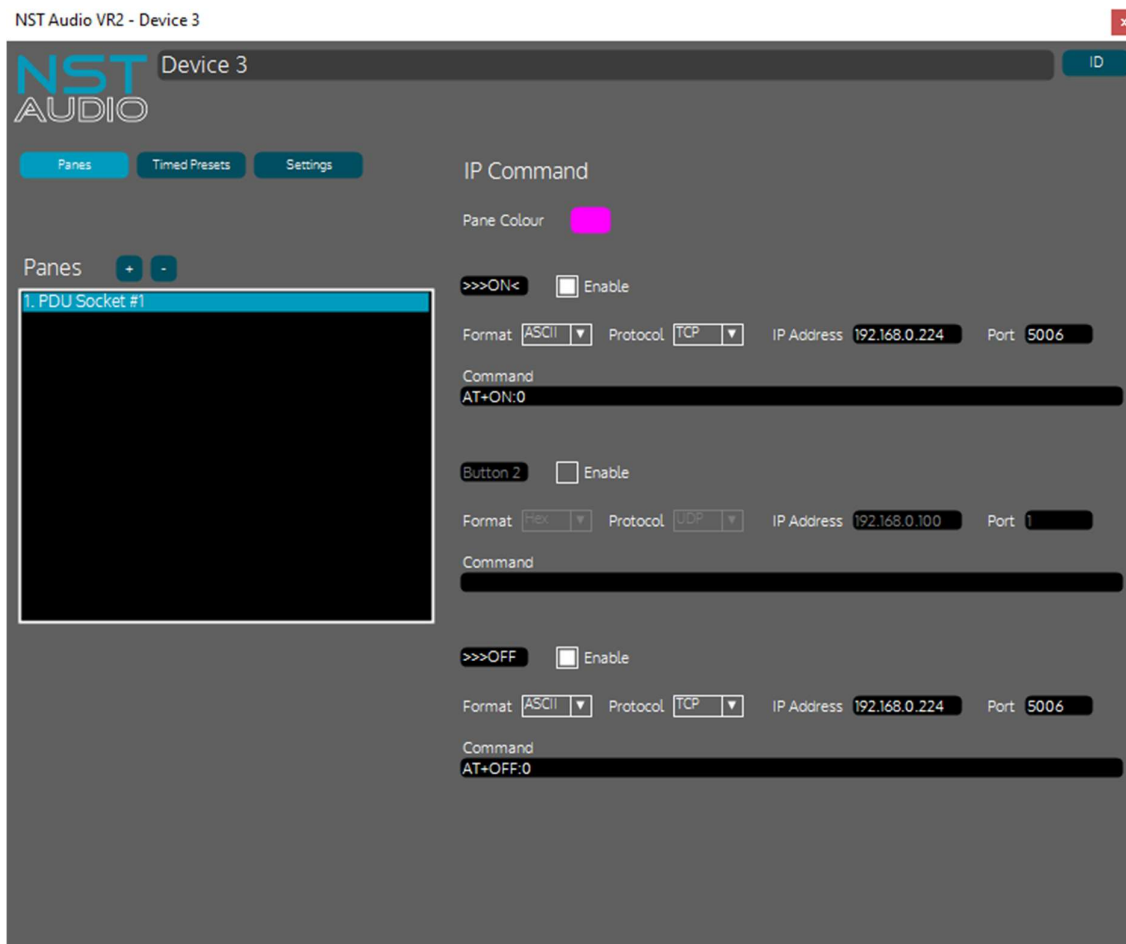 NST Audio VR2 - Device 3
x
NST
AUDIO
Device 3
ID
Panes
Timed Presets
Settings
Panes
+
-
1. PDU Socket #1
IP Command
Pane Colour
>>>ON<
Enable
Format ASCII ▼ Protocol TCP ▼ IP Address 192.168.0.224 Port 5006
Command
AT+ON:0
Button 2
Enable
Format Hex ▼ Protocol UDP ▼ IP Address 192.168.0.100 Port 1
Command
>>>OFF
Enable
Format ASCII ▼ Protocol TCP ▼ IP Address 192.168.0.224 Port 5006
Command
AT+OFF:0